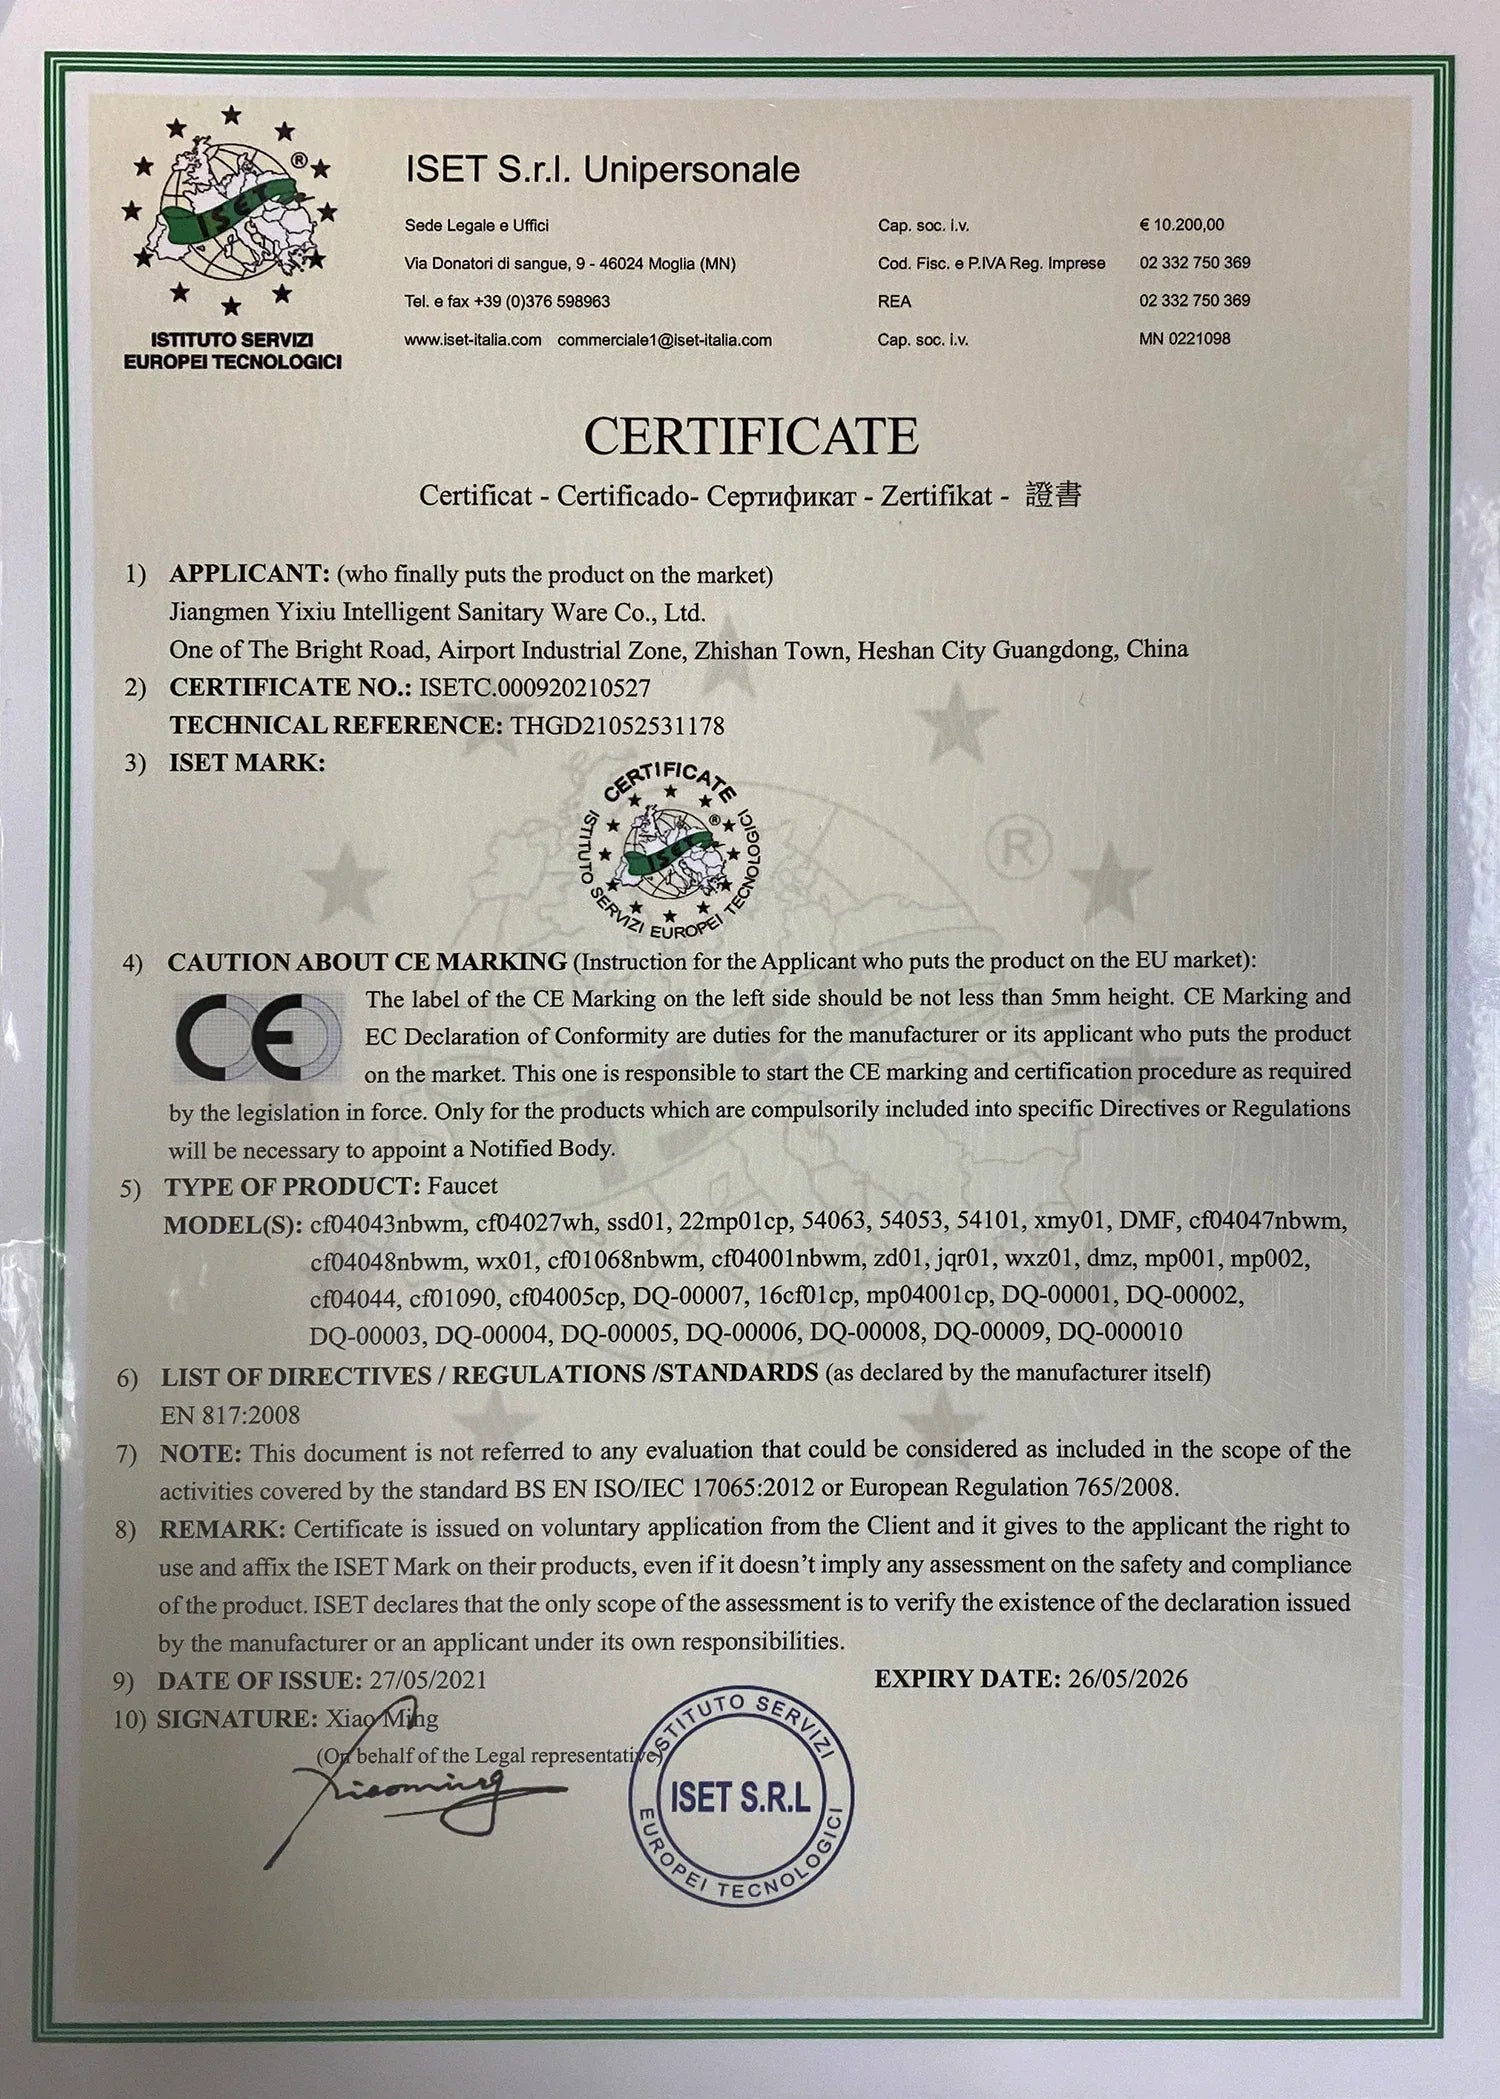 ISET
®
ISTITUTO SERVIZI
EUROPEI TECNOLOGICI
ISET S.r.l. Unipersonale
Sede Legale e Uffici
Via Donatori di sangue, 9 - 46024 Moglia (MN)
Tel. e fax +39 (0)376 598963
www.iset-italia.com commerciale1@iset-italia.com
Cap. soc. i.v. € 10.200,00
Cod. Fisc. e P.IVA Reg. Imprese 02 332 750 369
REA 02 332 750 369
Cap. soc. i.v. MN 0221098
CERTIFICATE
Certificat - Certificado- Сертификат - Zertifikat - 證書
1) APPLICANT: (who finally puts the product on the market)
Jiangmen Yixiu Intelligent Sanitary Ware Co., Ltd.
One of The Bright Road, Airport Industrial Zone, Zhishan Town, Heshan City Guangdong, China
2) CERTIFICATE NO.: ISETC.000920210527
TECHNICAL REFERENCE: THGD21052531178
3) ISET MARK:
CERTIFICATE
ISTITUTO SERVIZI EUROPEI TECNOLOGICI
ISET
®
®
4) CAUTION ABOUT CE MARKING (Instruction for the Applicant who puts the product on the EU market):
CE
The label of the CE Marking on the left side should be not less than 5mm height. CE Marking and
EC Declaration of Conformity are duties for the manufacturer or its applicant who puts the product
on the market. This one is responsible to start the CE marking and certification procedure as required
by the legislation in force. Only for the products which are compulsorily included into specific Directives or Regulations
will be necessary to appoint a Notified Body.
5) TYPE OF PRODUCT: Faucet
MODEL(S): cf04043nbwm, cf04027wh, ssd01, 22mp01cp, 54063, 54053, 54101, xmy01, DMF, cf04047nbwm,
cf04048nbwm, wx01, cf01068nbwm, cf04001nbwm, zd01, jqr01, wxz01, dmz, mp001, mp002,
cf04044, cf01090, cf04005cp, DQ-00007, 16cf01cp, mp04001cp, DQ-00001, DQ-00002,
DQ-00003, DQ-00004, DQ-00005, DQ-00006, DQ-00008, DQ-00009, DQ-000010
6) LIST OF DIRECTIVES / REGULATIONS /STANDARDS (as declared by the manufacturer itself)
EN 817:2008
7) NOTE: This document is not referred to any evaluation that could be considered as included in the scope of the
activities covered by the standard BS EN ISO/IEC 17065:2012 or European Regulation 765/2008.
8) REMARK: Certificate is issued on voluntary application from the Client and it gives to the applicant the right to
use and affix the ISET Mark on their products, even if it doesn't imply any assessment on the safety and compliance
of the product. ISET declares that the only scope of the assessment is to verify the existence of the declaration issued
by the manufacturer or an applicant under its own responsibilities.
9) DATE OF ISSUE: 27/05/2021 EXPIRY DATE: 26/05/2026
10) SIGNATURE: Xiao Ming
(On behalf of the Legal representative)
Xiaoming
ISTITUTO SERVIZI
ISET S.R.L
EUROPEI TECNOLOGICI